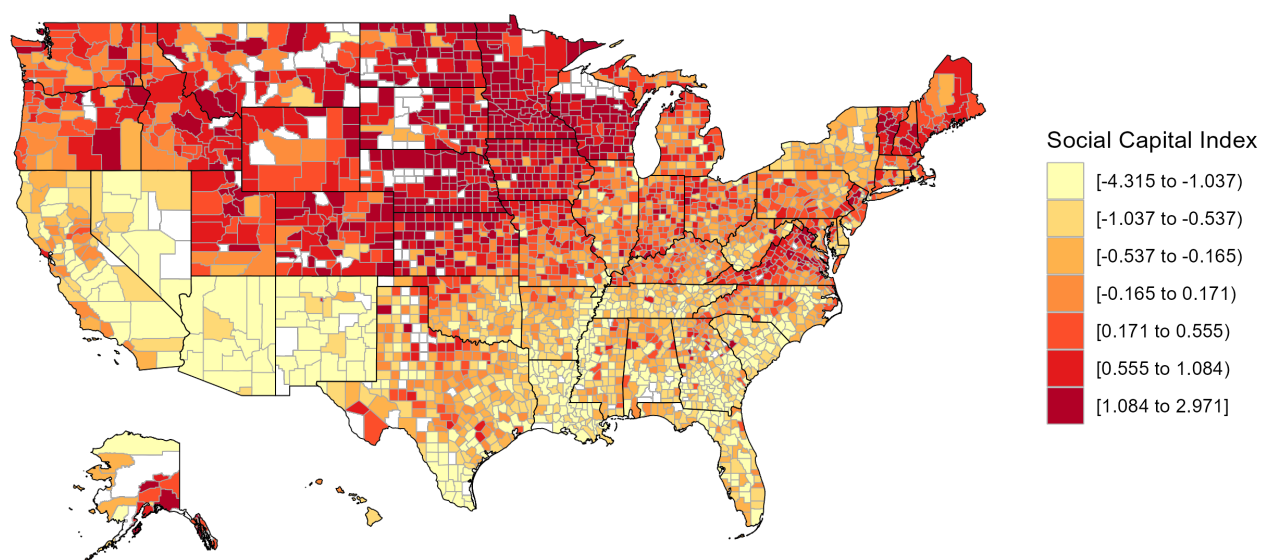 Social Capital Index
[-4.315 to -1.037)
[-1.037 to -0.537)
[-0.537 to -0.165)
[-0.165 to 0.171)
[0.171 to 0.555)
[0.555 to 1.084)
[1.084 to 2.971]